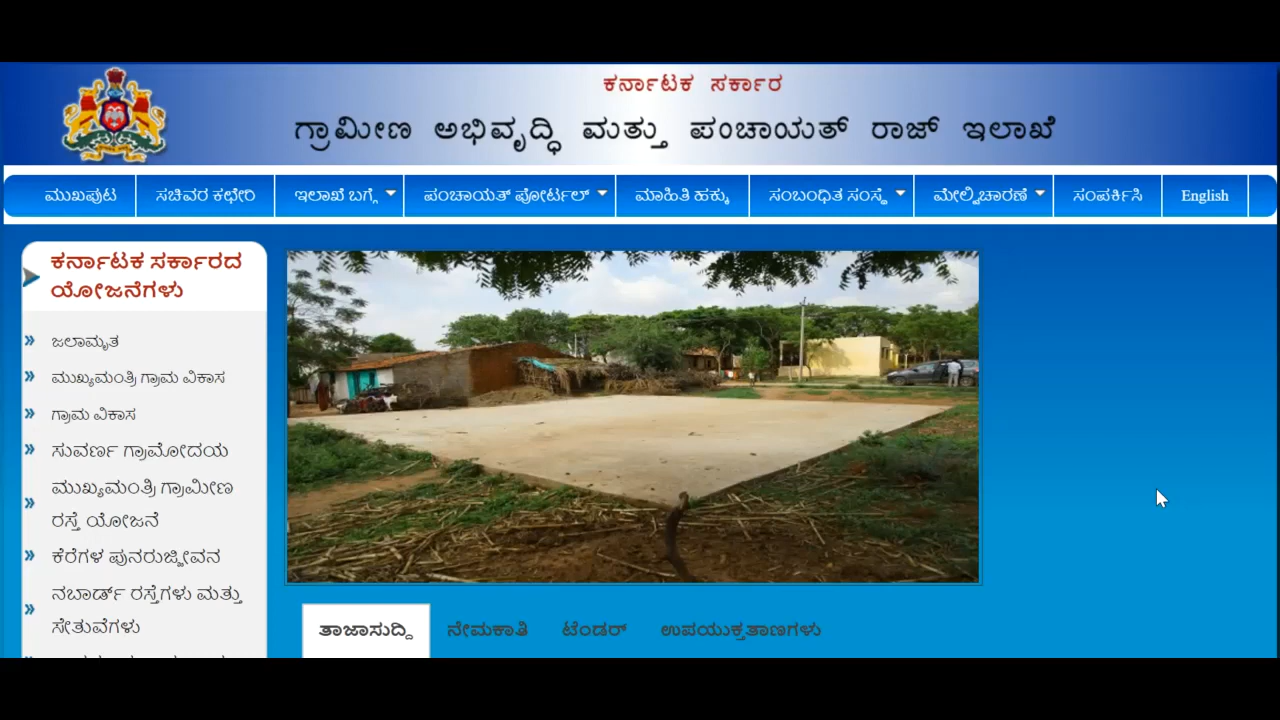 ಕರ್ನಾಟಕ ಸರ್ಕಾರ
ಗ್ರಾಮೀಣ ಅಭಿವೃದ್ಧಿ ಮತ್ತು ಪಂಚಾಯತ್ ರಾಜ್ ಇಲಾಖೆ
ಮುಖಪುಟ ಸಚಿವರ ಕಛೇರಿ ಇಲಾಖೆ ಬಗ್ಗೆ ಪಂಚಾಯತ್ ಪೋರ್ಟಲ್ ಮಾಹಿತಿ ಹಕ್ಕು ಸಂಬಂಧಿತ ಸಂಸ್ಥೆ ಮೇಲ್ವಿಚಾರಣೆ ಸಂಪರ್ಕಿಸಿ English
ಕರ್ನಾಟಕ ಸರ್ಕಾರದ
ಯೋಜನೆಗಳು
ಜಲಾಮೃತ
ಮುಖ್ಯಮಂತ್ರಿ ಗ್ರಾಮ ವಿಕಾಸ
ಗ್ರಾಮ ವಿಕಾಸ
ಸುವರ್ಣ ಗ್ರಾಮೋದಯ
ಮುಖ್ಯಮಂತ್ರಿ ಗ್ರಾಮೀಣ
ರಸ್ತೆ ಯೋಜನೆ
ಕೆರೆಗಳ ಪುನರುಜ್ಜೀವನ
ನಬಾರ್ಡ್ ರಸ್ತೆಗಳು ಮತ್ತು
ಸೇತುವೆಗಳು
ತಾಜಾಸುದ್ದಿ ನೇಮಕಾತಿ ಟೆಂಡರ್ ಉಪಯುಕ್ತತಾಣಗಳು